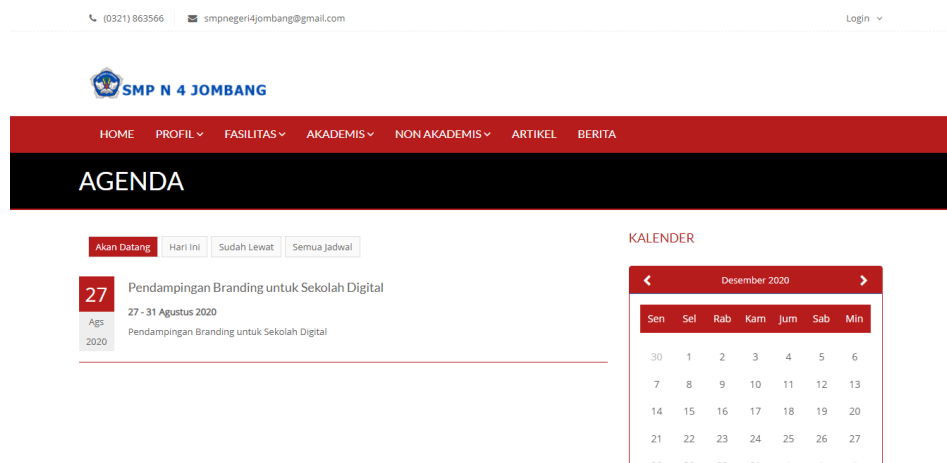 (0321) 863566 smpnegeri4jombang@gmail.com Login
SMP N 4 JOMBANG
HOME PROFIL FASILITAS AKADEMIS NON AKADEMIS ARTIKEL BERITA
AGENDA
Akan Datang Hari Ini Sudah Lewat Semua Jadwal
27
Ags
2020
Pendampingan Branding untuk Sekolah Digital
27 - 31 Agustus 2020
Pendampingan Branding untuk Sekolah Digital
KALENDER
Desember 2020
Sen Sel Rab Kam Jum Sab Min
30 1 2 3 4 5 6
7 8 9 10 11 12 13
14 15 16 17 18 19 20
21 22 23 24 25 26 27